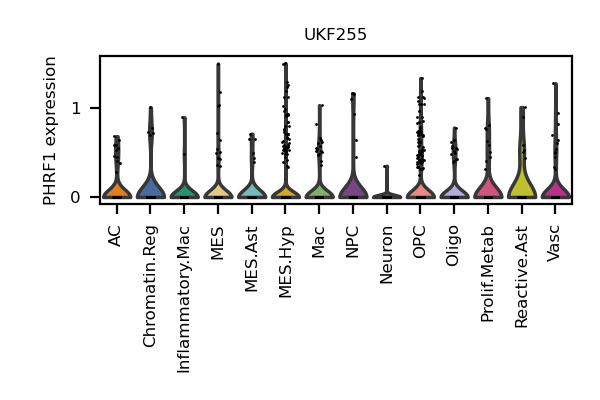 UKF255
PHRF1 expression
1
0
AC
Chromatin.Reg
Inflammatory.Mac
MES
MES.Ast
MES.Hyp
Mac
NPC
Neuron
OPC
Oligo
Prolif.Metab
Reactive.Ast
Vasc